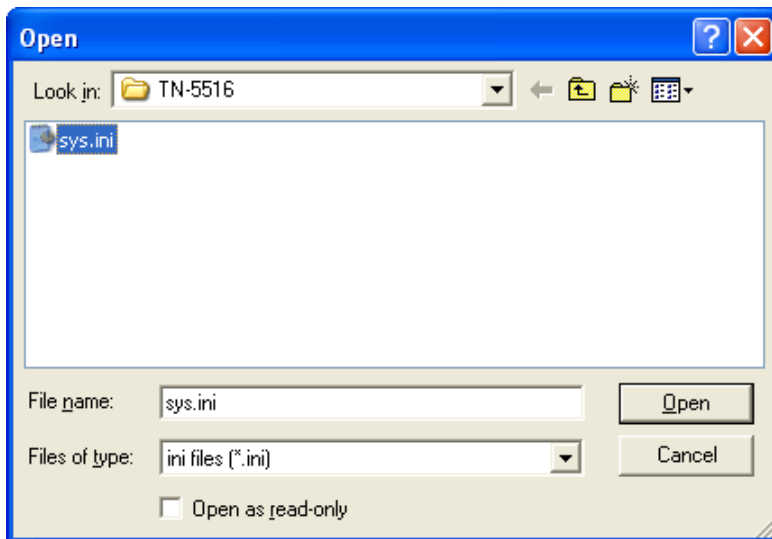 Open
Look in: TN-5516
sys.ini
File name: sys.ini Open
Files of type: ini files (*.ini) Cancel
Open as read-only